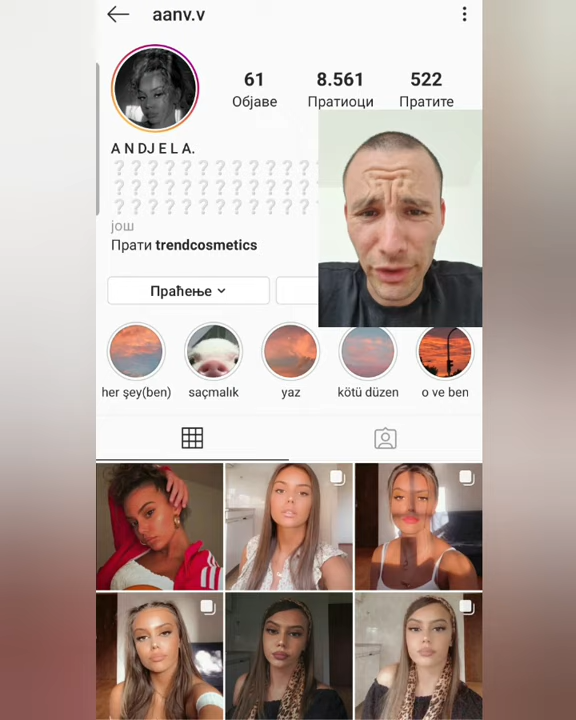 aanv.v
61 8.561 522
Објаве Пратиоци Пратите
A N DJ E L A.
? ? ? ? ? ? ? ? ? ? ? ? ? ?
? ? ? ? ? ? ? ? ? ? ? ? ? ?
? ? ? ? ? ? ? ? ? ? ? ? ? ?
још
Прати trendcosmetics
Праћење
her şey(ben) saçmalık yaz kötü düzen o ve ben